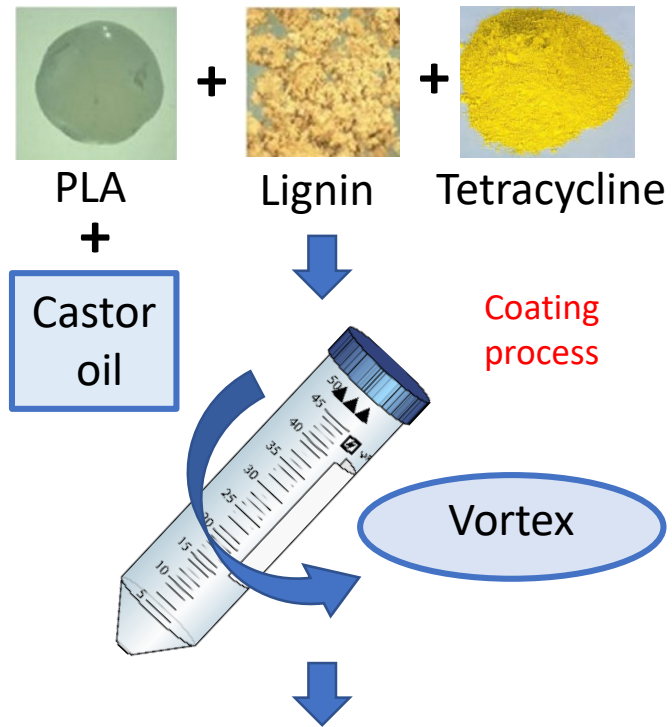 + +
PLA Lignin Tetracycline
+
Castor
oil
Coating
process
50
45
40
35
30
25
20
15
10
5
Vortex